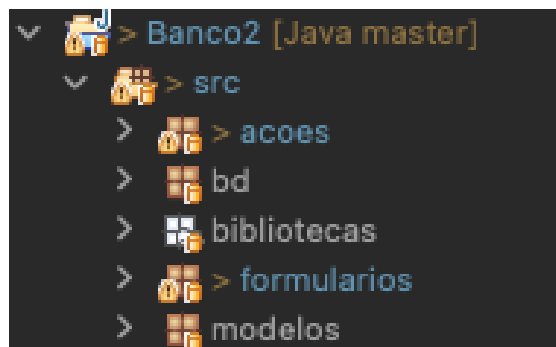 > Banco2 [Java master]
> src
> acoes
bd
bibliotecas
> formularios
modelos